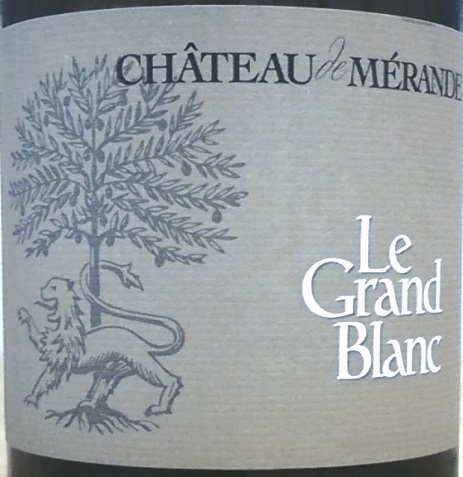 CHÂTEAU de MÉRANDE
Le
Grand
Blanc